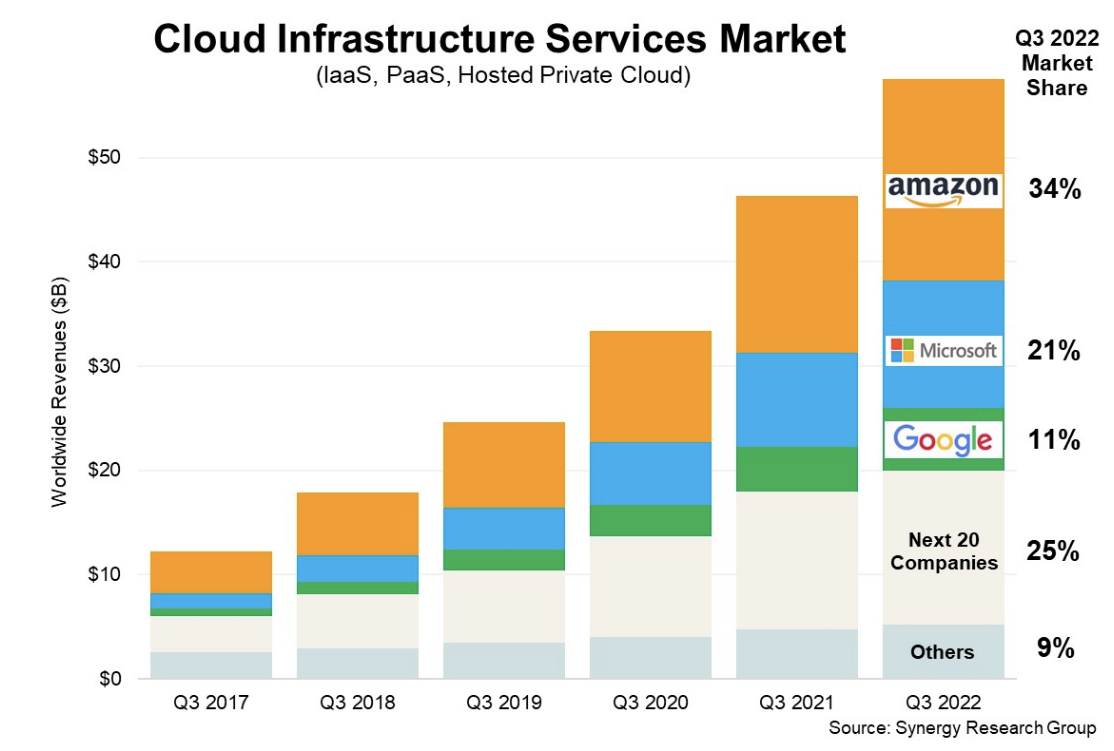 Cloud Infrastructure Services Market
(IaaS, PaaS, Hosted Private Cloud)
Q3 2022
Market
Share
Worldwide Revenues ($B)
$50
$40
$30
$20
$10
$0
amazon
34%
Microsoft
21%
Google
11%
Next 20
Companies
25%
Others
9%
Q3 2017
Q3 2018
Q3 2019
Q3 2020
Q3 2021
Q3 2022
Source: Synergy Research Group